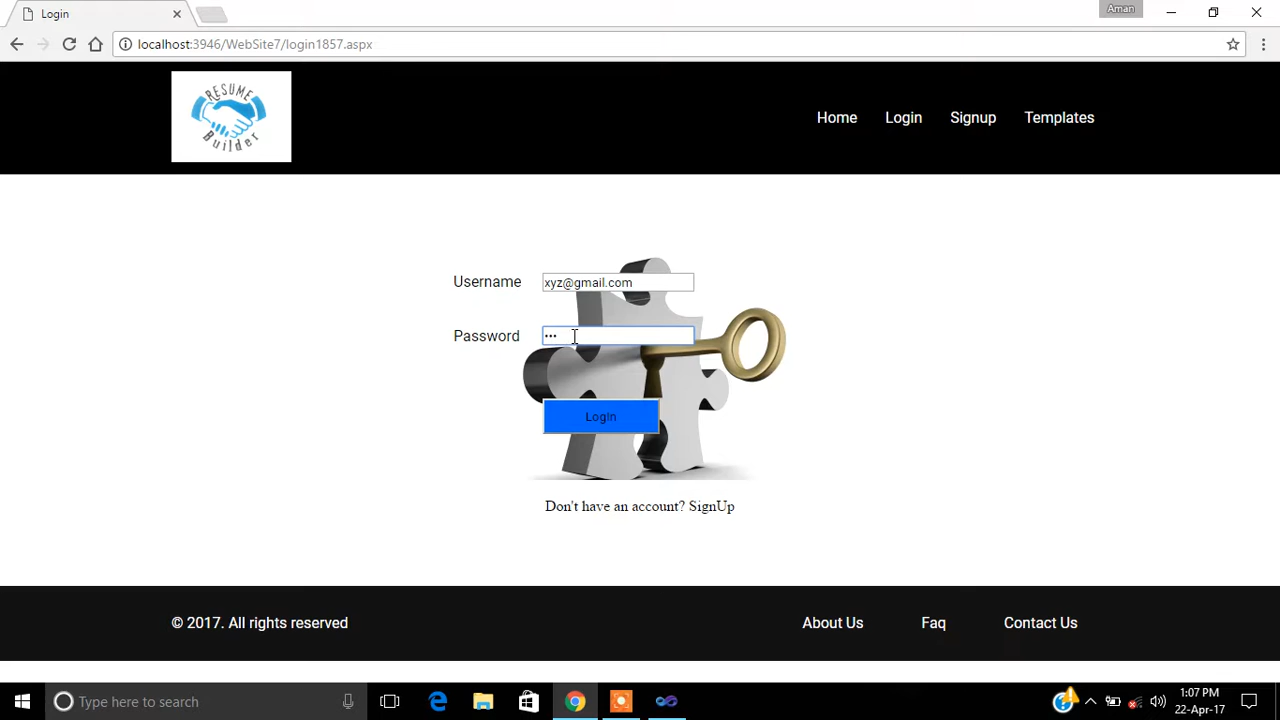 Login
Aman
localhost:3946/WebSite7/login1857.aspx
RESUME
Builder
Home Login Signup Templates
Username xyz@gmail.com
Password •••
Login
Don't have an account? SignUp
© 2017. All rights reserved About Us Faq Contact Us
Type here to search
1:07 PM
22-Apr-17